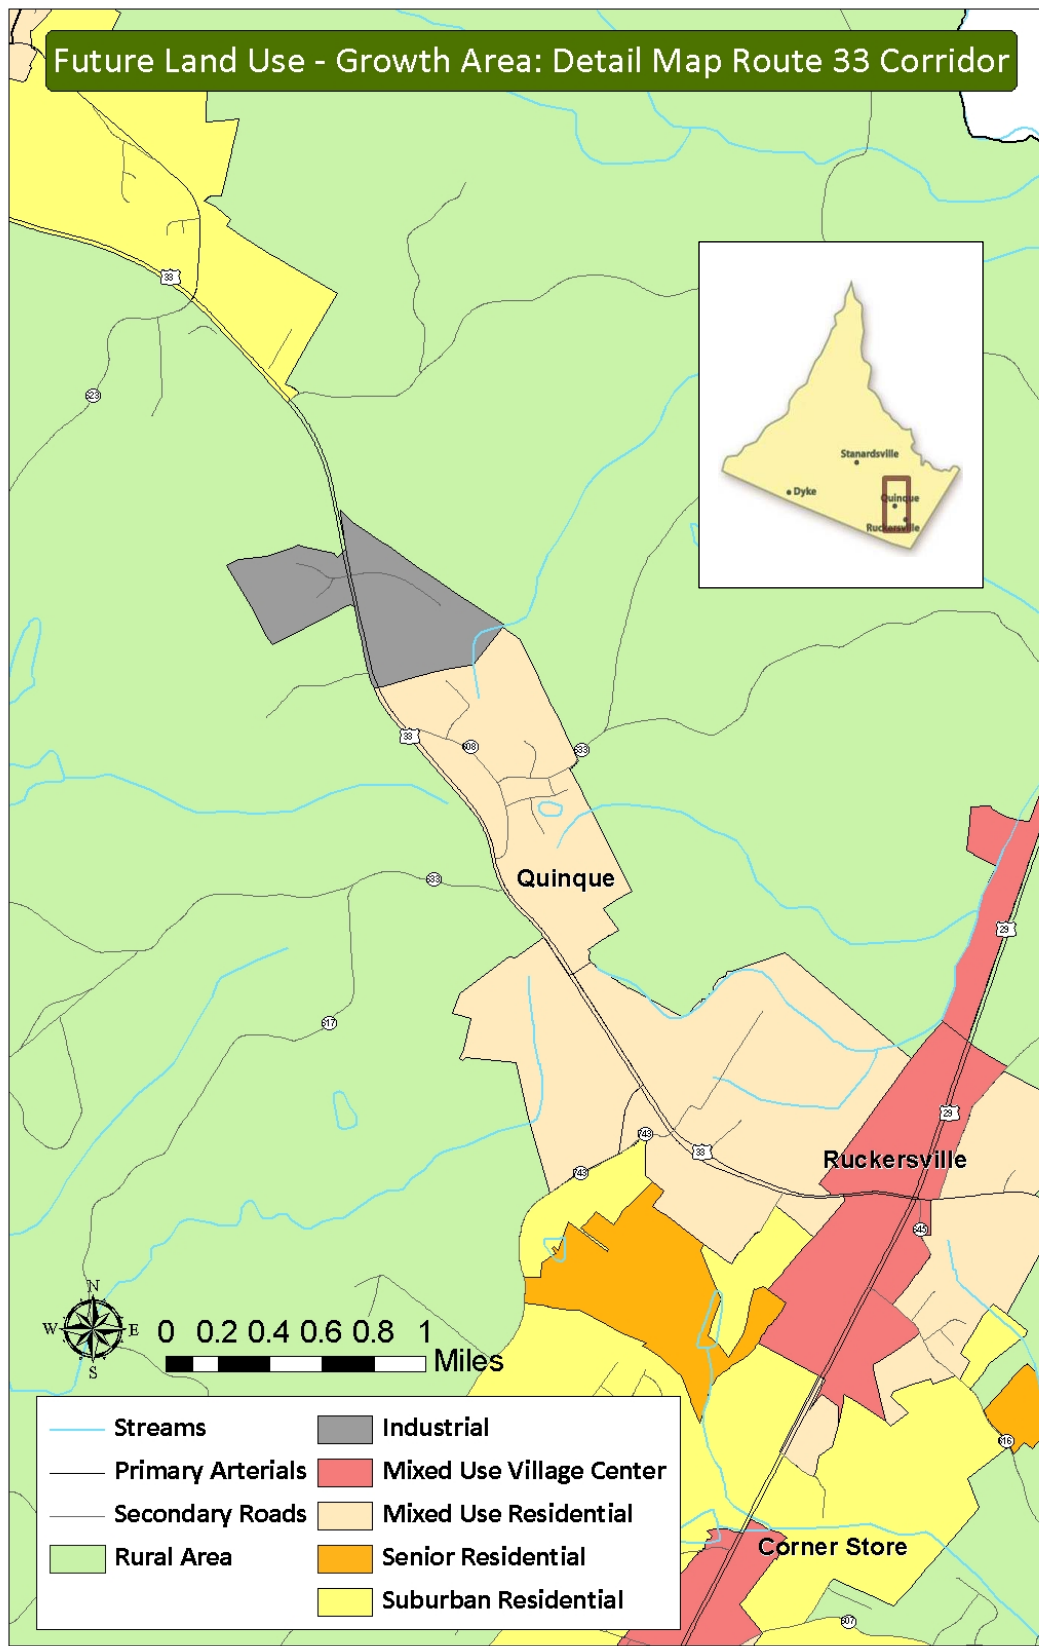 Future Land Use - Growth Area: Detail Map Route 33 Corridor
33
623
Stanardsville
Dyke
Quinque
Ruckersville
33
608
633
633
Quinque
29
617
29
743
33
743
Ruckersville
645
N
W E
S
0 0.2 0.4 0.6 0.8 1
Miles
Streams
Primary Arterials
Secondary Roads
Rural Area
Industrial
Mixed Use Village Center
Mixed Use Residential
Senior Residential
Suburban Residential
616
Corner Store
607